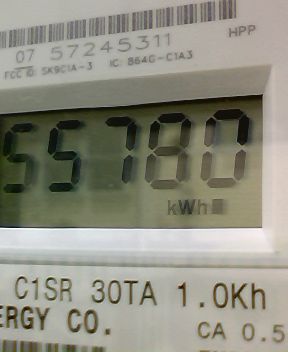 HPP
07 57245311
FCC ID: SK9C1A-3 IC: 864G-C1A3
55780
kWh
C1SR 30TA 1.0Kh
ERGY CO.
CA 0.5